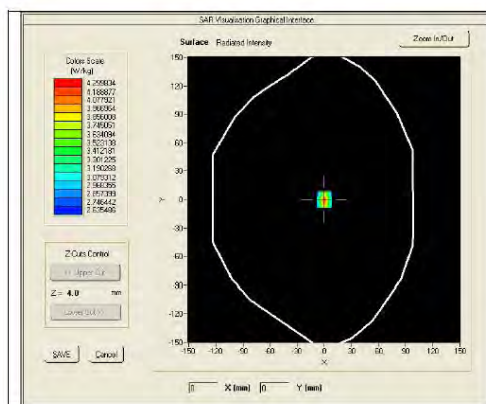 SAR Visualisation Graphical Interface
Surface Radiated Intensity
Zoom In/Out
Colors Scale
(W/kg)
4.299834
4.188877
4.077921
3.966964
3.856008
3.745051
3.634094
3.523138
3.412181
3.301225
3.190268
3.079312
2.968355
2.857399
2.746442
2.635486
Z Cuts Control
Upper Cut
Z = 4.0 mm
Lower Cut
SAVE Cancel
150
120
90
60
30
0
-30
-60
-90
-120
-150
Y
-150 -120 -90 -60 -30 0 30 60 90 120 150
X
0 X (mm) 0 Y (mm)